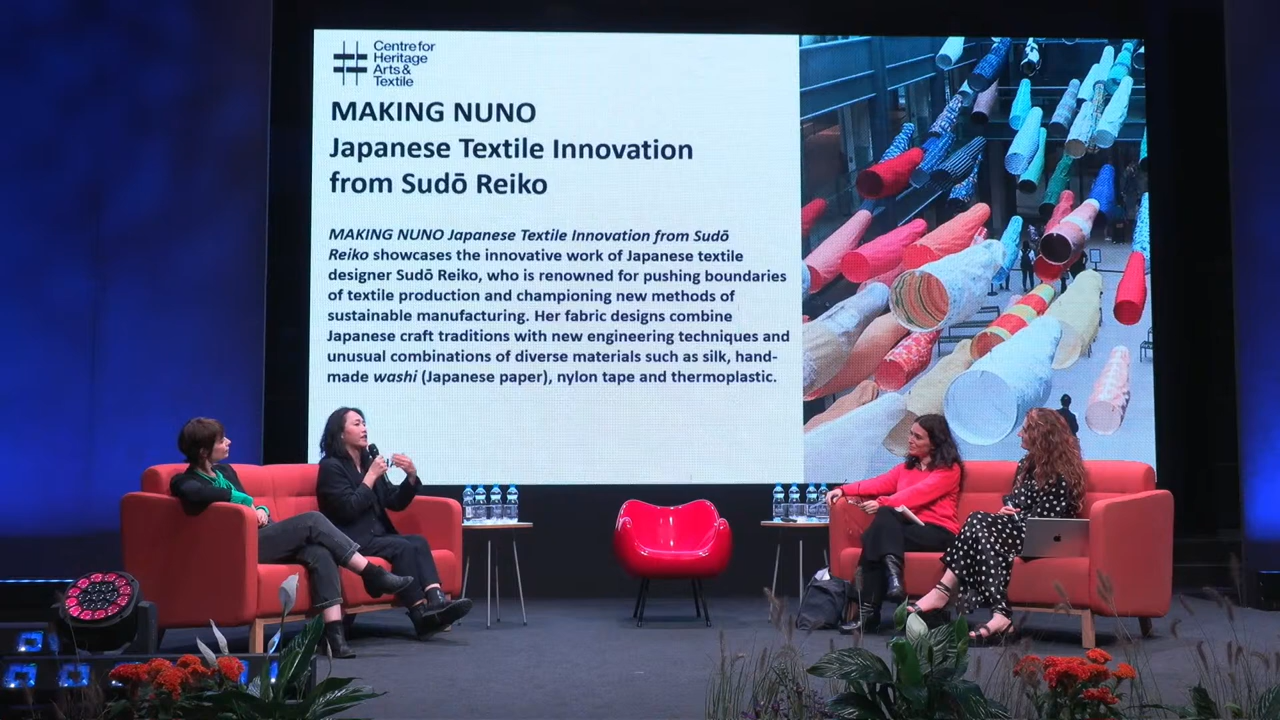 Centre for
Heritage
Arts &
Textile
MAKING NUNO
Japanese Textile Innovation
from Sudō Reiko
MAKING NUNO Japanese Textile Innovation from Sudō
Reiko showcases the innovative work of Japanese textile
designer Sudō Reiko, who is renowned for pushing boundaries
of textile production and championing new methods of
sustainable manufacturing. Her fabric designs combine
Japanese craft traditions with new engineering techniques and
unusual combinations of diverse materials such as silk, hand-
made washi (Japanese paper), nylon tape and thermoplastic.